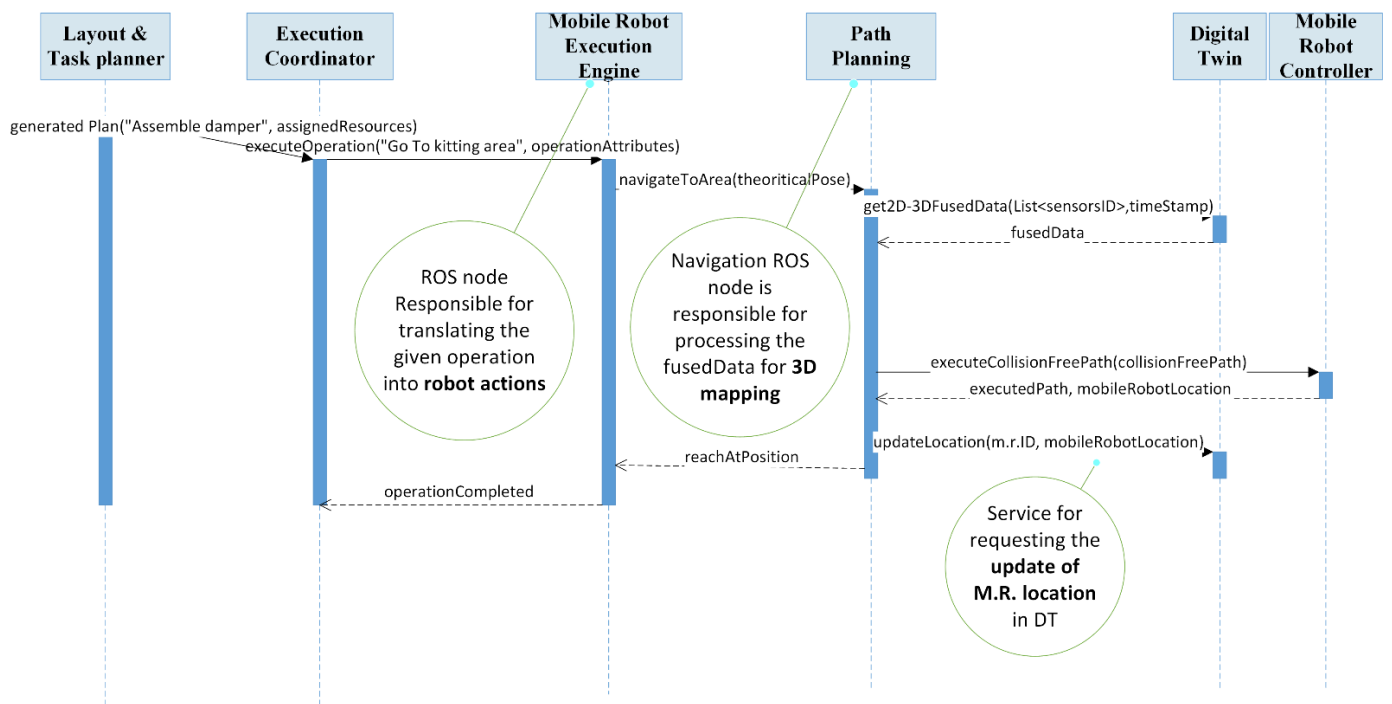 Layout &
Task planner
Execution
Coordinator
Mobile Robot
Execution
Engine
Path
Planning
Digital
Twin
Mobile
Robot
Controller
generated Plan("Assemble damper", assignedResources)
executeOperation("Go To kitting area", operationAttributes)
navigateToArea(theoriticalPose)
get2D-3DFusedData(List<sensorsID>,timeStamp)
fusedData
ROS node
Responsible for
translating the
given operation
into robot actions
Navigation ROS
node is
responsible for
processing the
fusedData for 3D
mapping
executeCollisionFreePath(collisionFreePath)
executedPath, mobileRobotLocation
updateLocation(m.r.ID, mobileRobotLocation)
reachAtPosition
operationCompleted
Service for
requesting the
update of
M.R. location
in DT